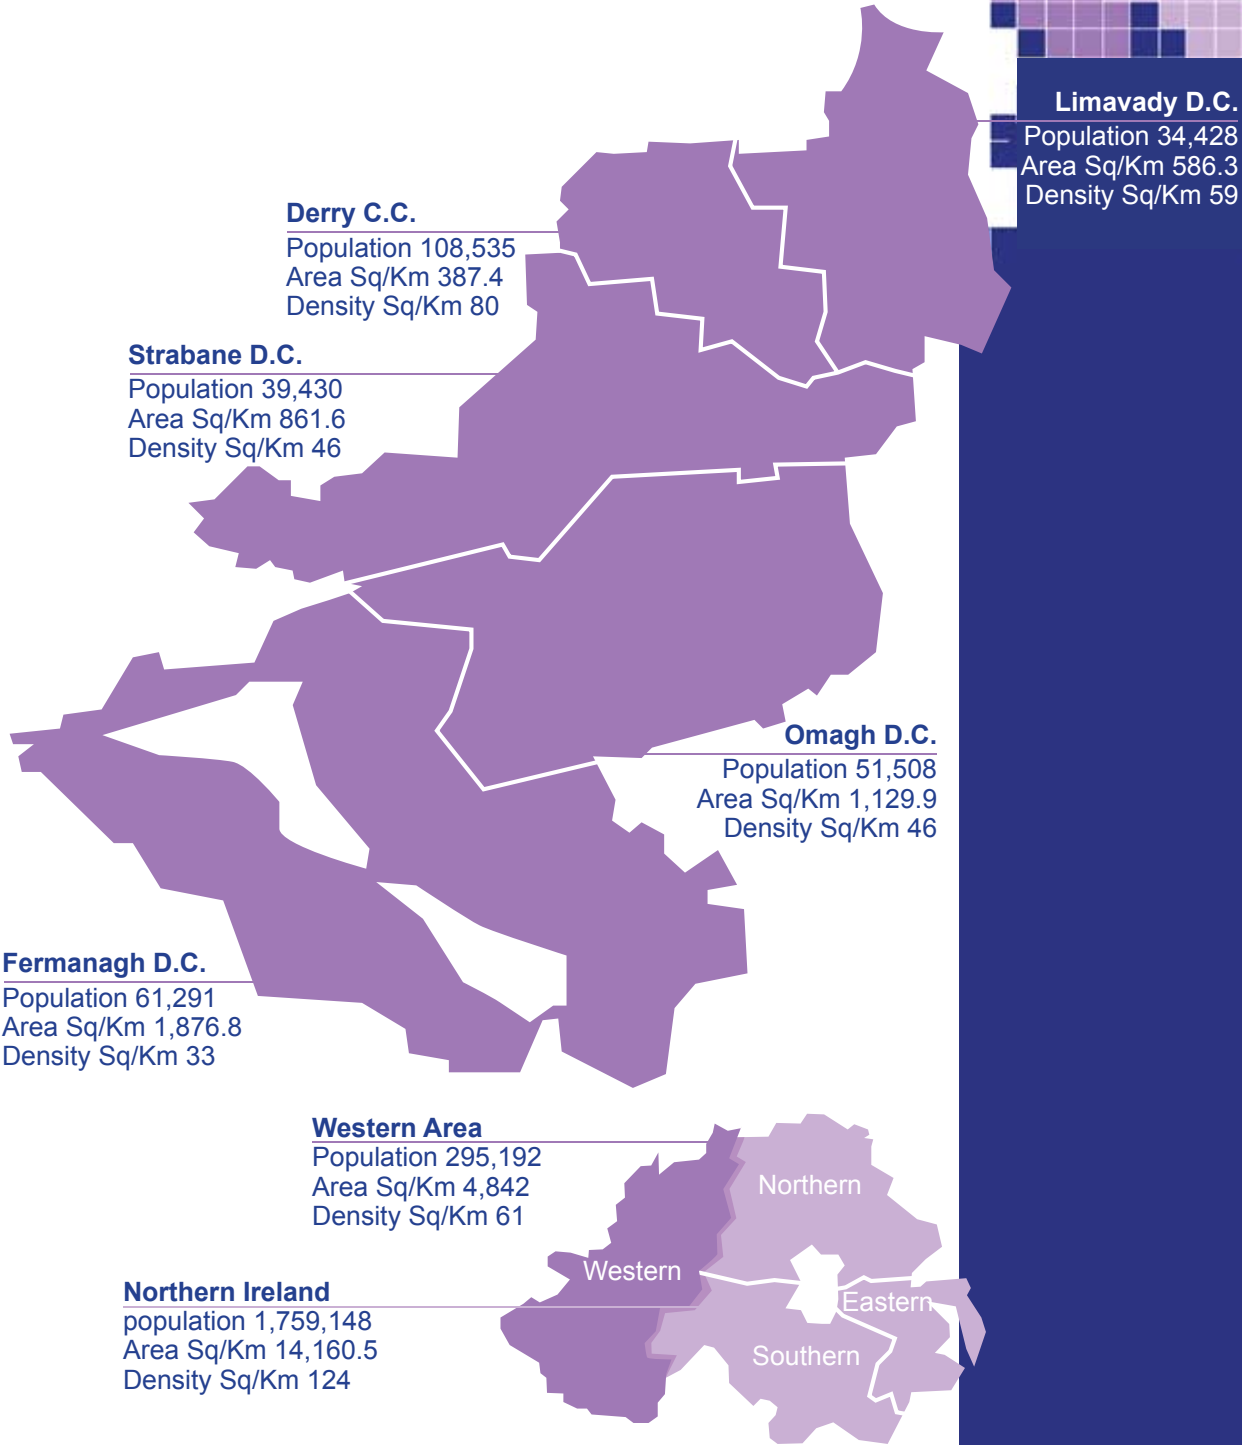 Limavady D.C.
Population 34,428
Area Sq/Km 586.3
Density Sq/Km 59
Derry C.C.
Population 108,535
Area Sq/Km 387.4
Density Sq/Km 80
Strabane D.C.
Population 39,430
Area Sq/Km 861.6
Density Sq/Km 46
Omagh D.C.
Population 51,508
Area Sq/Km 1,129.9
Density Sq/Km 46
Fermanagh D.C.
Population 61,291
Area Sq/Km 1,876.8
Density Sq/Km 33
Western Area
Population 295,192
Area Sq/Km 4,842
Density Sq/Km 61
Northern
Western
Northern Ireland
population 1,759,148
Area Sq/Km 14,160.5
Density Sq/Km 124
Eastern
Southern